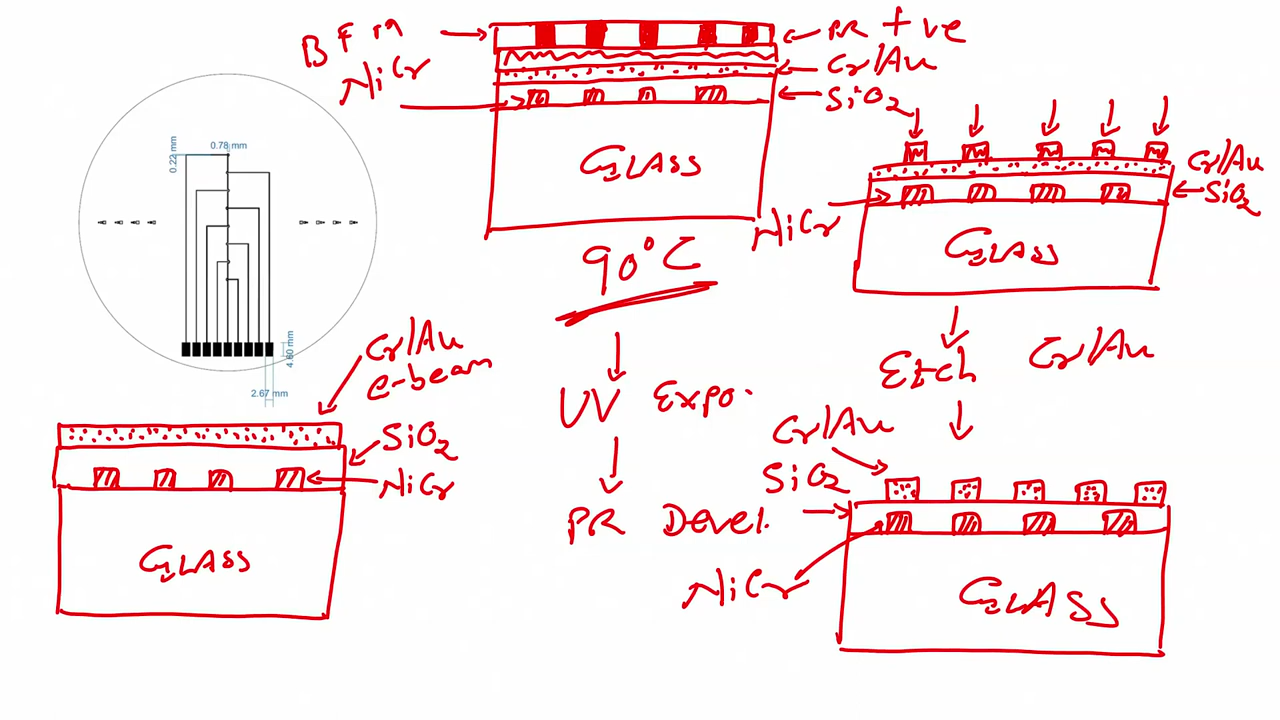 BFM
NiCr
PR +ve
Cr/Au
SiO2
GLASS
90°C
UV Expo.
PR Devel.
0.78 mm
0.22 mm
4.60 mm
2.67 mm
Cr/Au
e-beam
SiO2
NiCr
GLASS
Cr/Au
SiO2
NiCr
GLASS
Etch Cr/Au
Cr/Au
SiO2
NiCr
GLASS